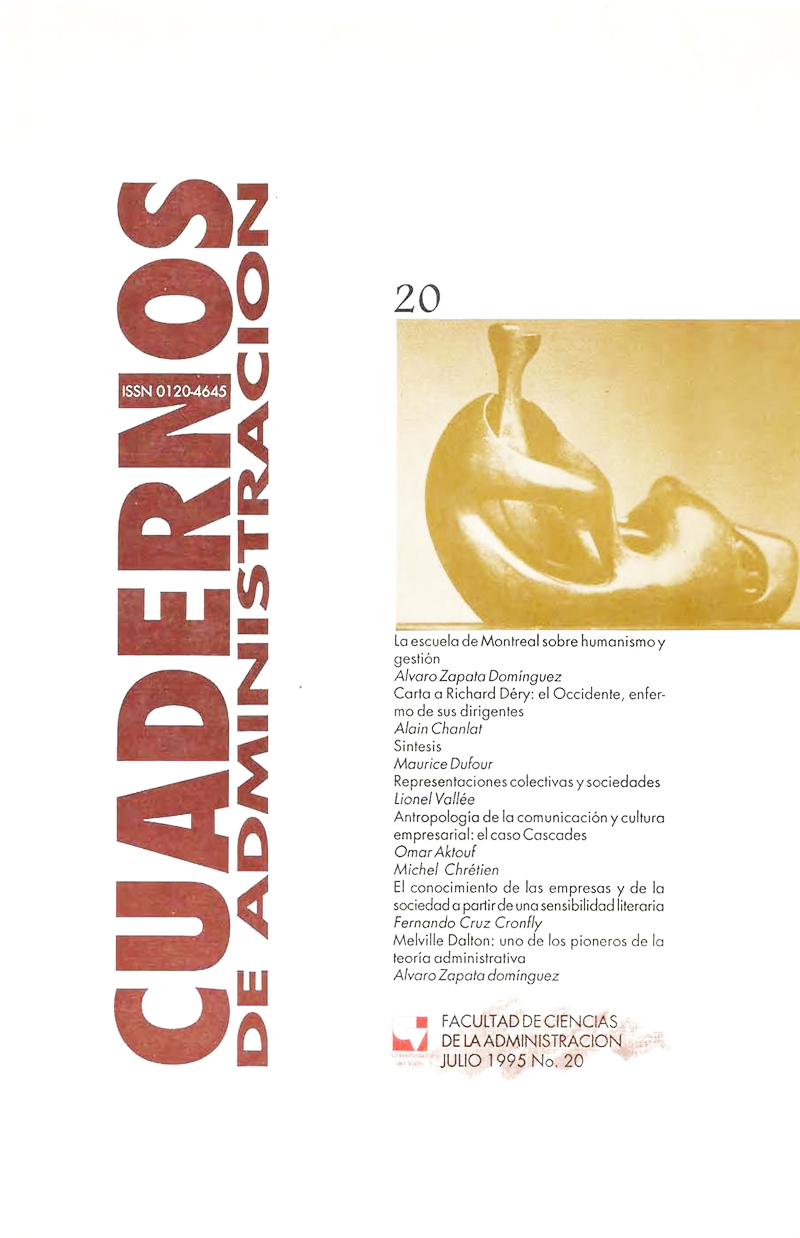 CUADERNOS
ISSN 0120-4645
DE ADMINISTRACION
20
La escuela de Montreal sobre humanismo y
gestión
Alvaro Zapata Domínguez
Carta a Richard Déry: el Occidente, enfer-
mo de sus dirigentes
Alain Chanlat
Sintesis
Maurice Dufour
Representaciones colectivas y sociedades
Lionel Vallée
Antropología de la comunicación y cultura
empresarial: el caso Cascades
Omar Aktouf
Michel Chrétien
El conocimiento de las empresas y de la
sociedad a partir de una sensibilidad literaria
Fernando Cruz Cronfly
Melville Dalton: uno de los pioneros de la
teoría administrativa
Alvaro Zapata domínguez
FACULTAD DE CIENCIAS
DE LA ADMINISTRACION
JULIO 1995 No. 20
Universidad
del Valle